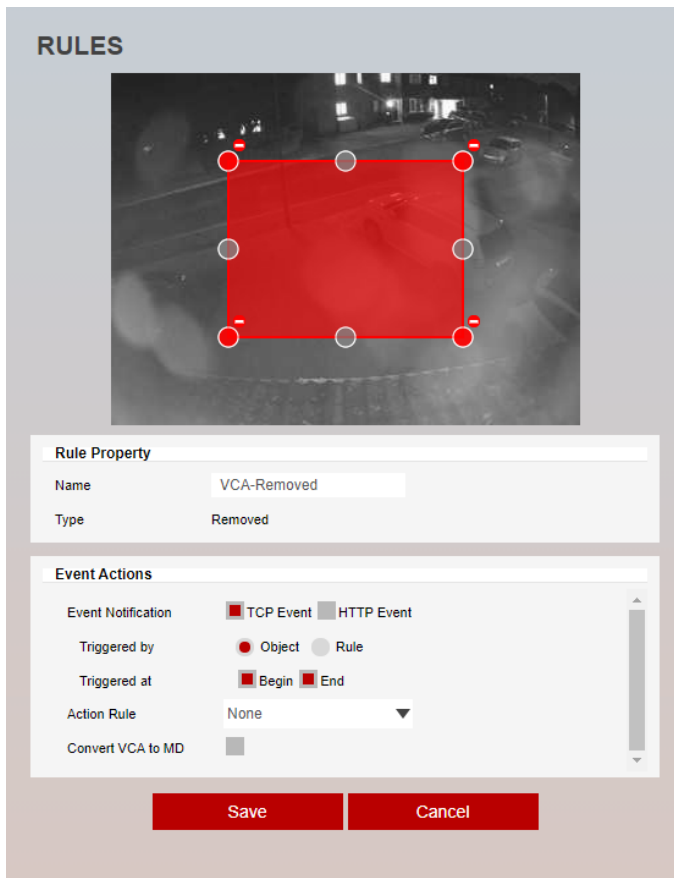 RULES
Rule Property
Name VCA-Removed
Type Removed
Event Actions
Event Notification TCP Event HTTP Event
Triggered by Object Rule
Triggered at Begin End
Action Rule None
Convert VCA to MD
Save Cancel